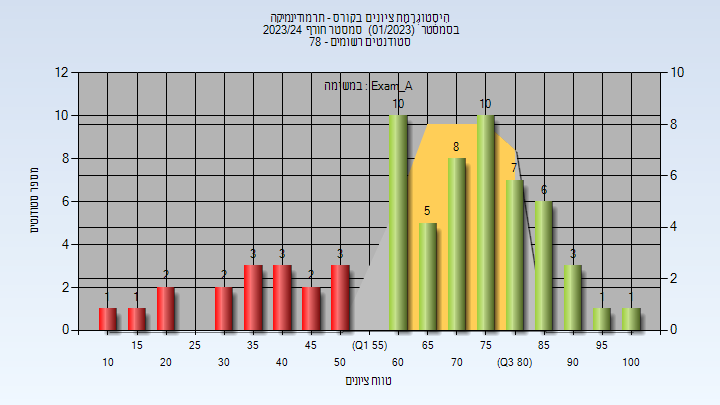 הִיסְטוֹגְרַמַת ציונים בקורס - תרמודינמיקה
בסמסטר (01/2023) סמסטר חורף 2023/24
סטודנטים רשומים - 78
במשימה : Exam_A
מספר סטודנטים
12 10 8 6 4 2 0
10 8 6 4 2 0
1 1 2 2 3 3 2 3 10 5 8 10 7 6 3 1 1
15 25 35 45 (Q1 55) 65 75 85 95
10 20 30 40 50 60 70 (Q3 80) 90 100
טווח ציונים